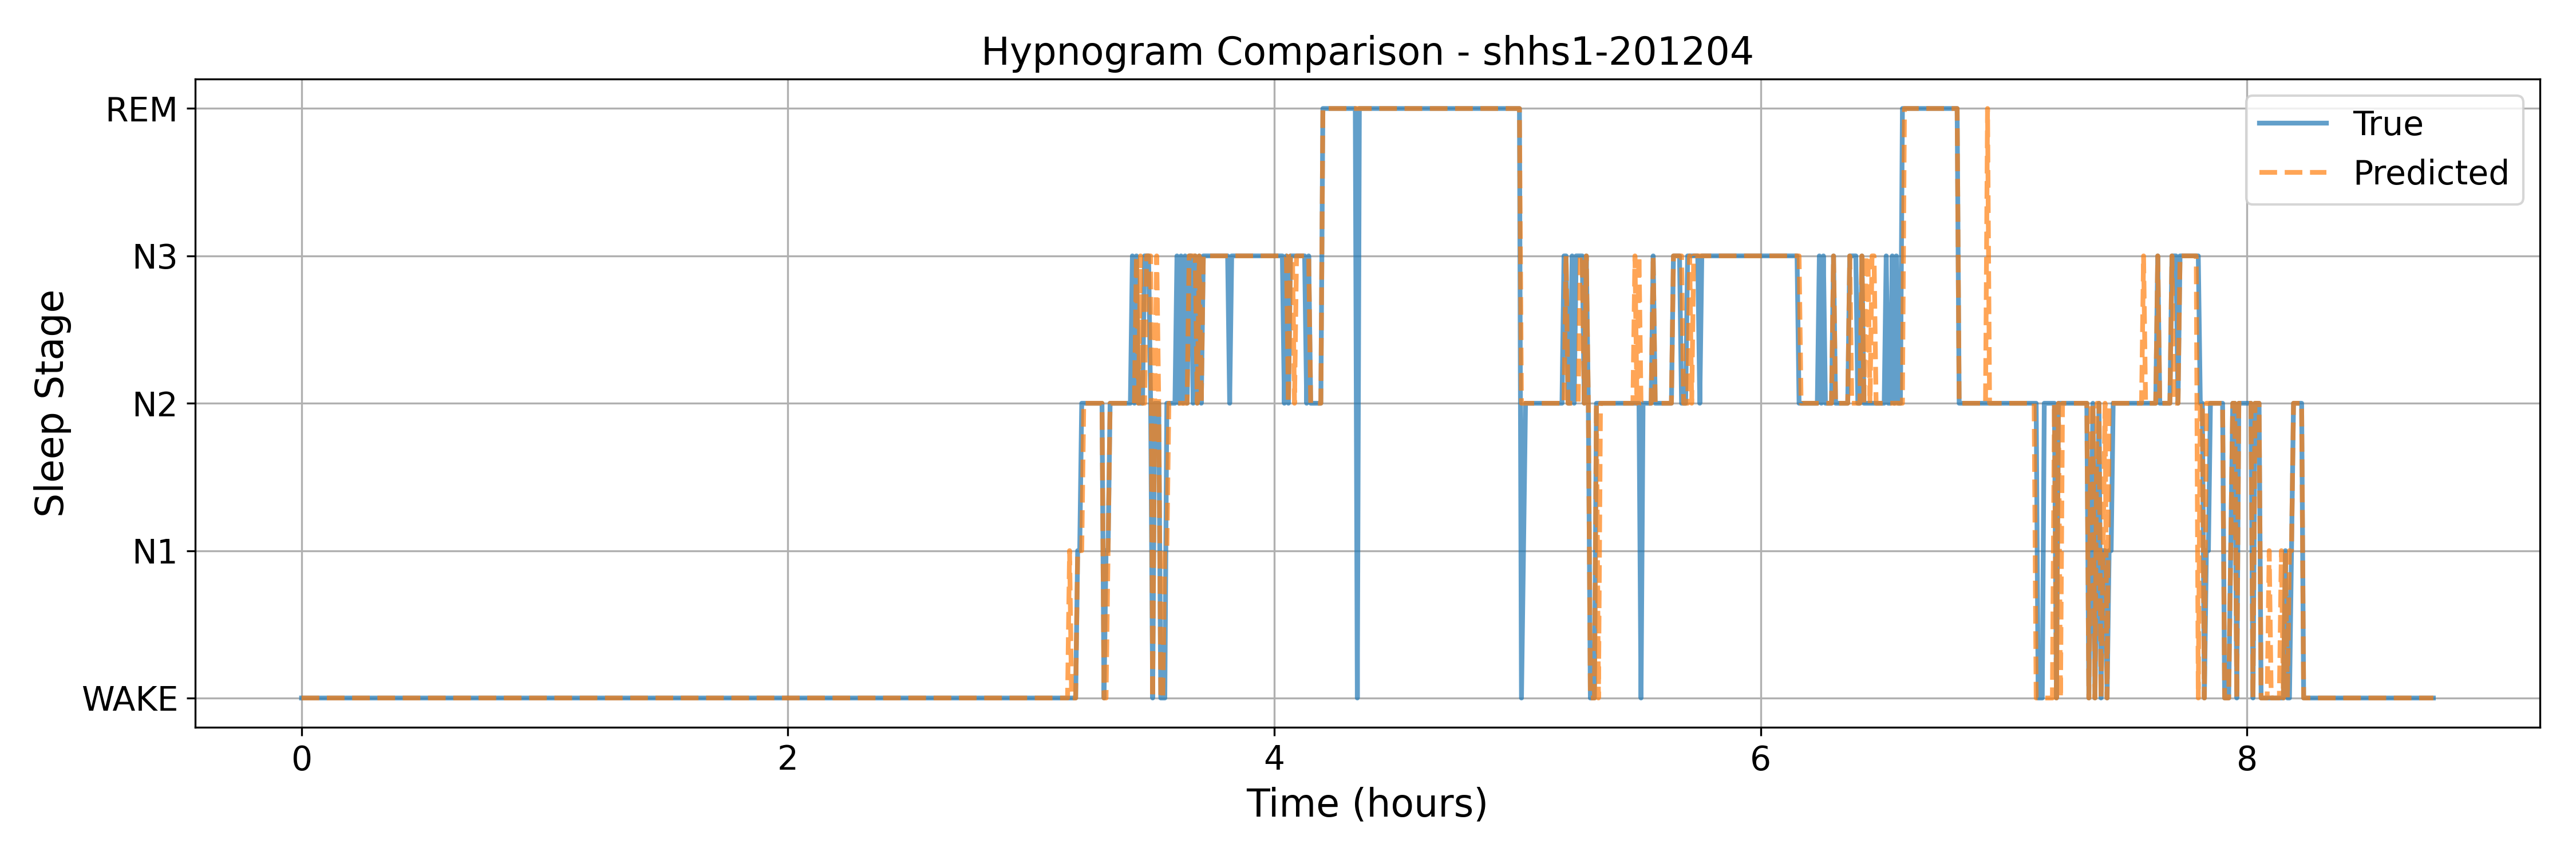 Hypnogram Comparison - shhs1-201204
REM
N3
N2
N1
WAKE
Sleep Stage
True
Predicted
0 2 4 6 8
Time (hours)